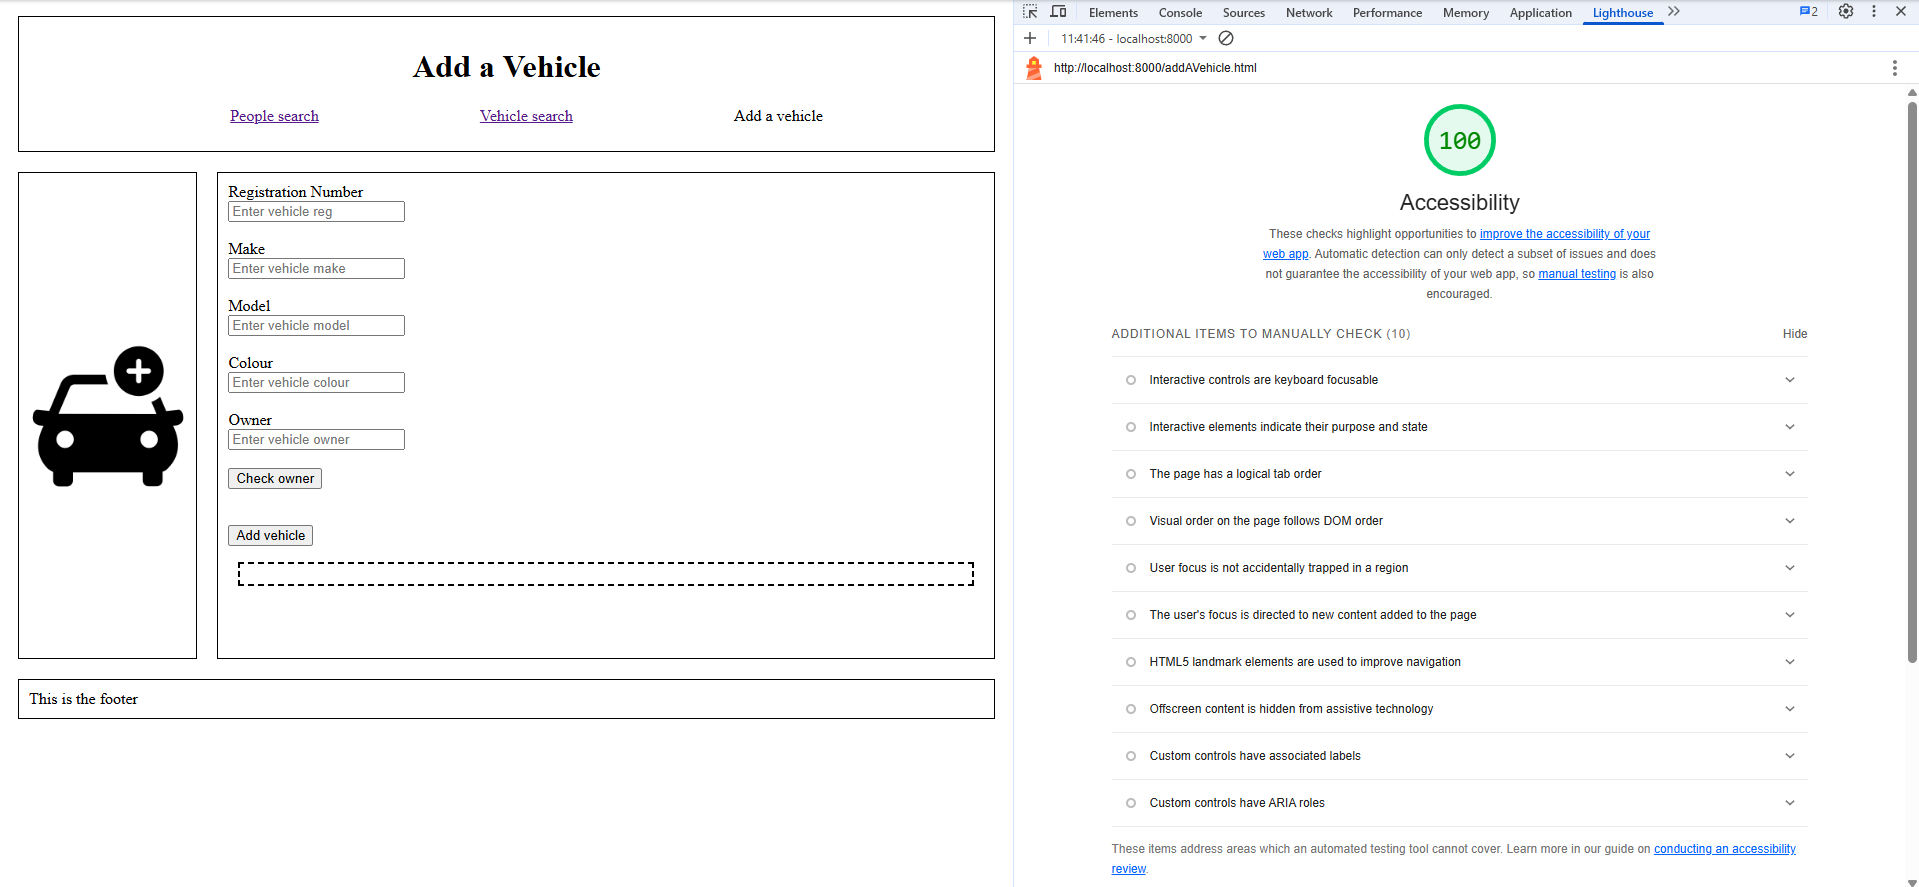 Add a Vehicle
People search
Vehicle search
Add a vehicle
Registration Number
Enter vehicle reg
Make
Enter vehicle make
Model
Enter vehicle model
Colour
Enter vehicle colour
Owner
Enter vehicle owner
Check owner
Add vehicle
This is the footer
Elements Console Sources Network Performance Memory Application Lighthouse 2
11:41:46 - localhost:8000
http://localhost:8000/addAVehicle.html
100
Accessibility
These checks highlight opportunities to improve the accessibility of your
web app. Automatic detection can only detect a subset of issues and does
not guarantee the accessibility of your web app, so manual testing is also
encouraged.
ADDITIONAL ITEMS TO MANUALLY CHECK (10) Hide
Interactive controls are keyboard focusable
Interactive elements indicate their purpose and state
The page has a logical tab order
Visual order on the page follows DOM order
User focus is not accidentally trapped in a region
The user's focus is directed to new content added to the page
HTML5 landmark elements are used to improve navigation
Offscreen content is hidden from assistive technology
Custom controls have associated labels
Custom controls have ARIA roles
These items address areas which an automated testing tool cannot cover. Learn more in our guide on conducting an accessibility
review.